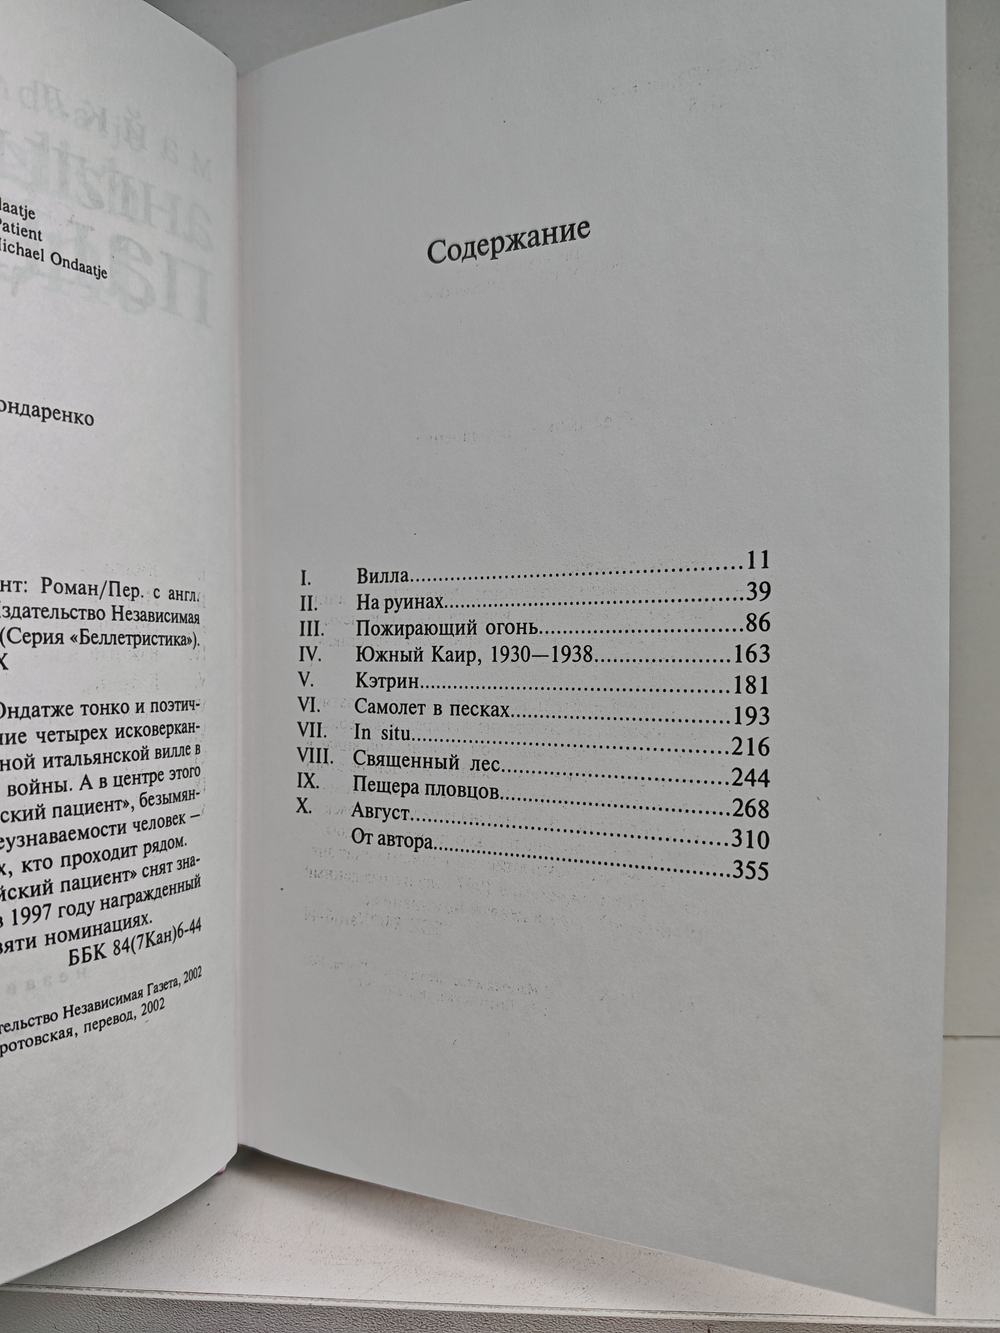 daatje
Patient
Michael Ondaatje
ондаренко
нт: Роман/Пер. с англ.
Издательство Независимая
(Серия «Беллетристика»).
X
Ондатже тонко и поэтич-
ние четырех исковеркан-
ной итальянской вилле в
войны. А в центре этого
ский пациент», безымян-
еузнаваемости человек –
х, кто проходит рядом.
йский пациент» снят зна-
в 1997 году награжденный
вяти номинациях.
ББК 84(7Кан)6-44
тельство Независимая Газета, 2002
ротовская, перевод, 2002
Содержание
I. Вилла...11
II. На руинах...39
III. Пожирающий огонь...86
IV. Южный Каир, 1930—1938...163
V. Кэтрин...181
VI. Самолет в песках...193
VII. In situ...216
VIII. Священный лес...244
IX. Пещера пловцов...268
X. Август...310
От автора...355